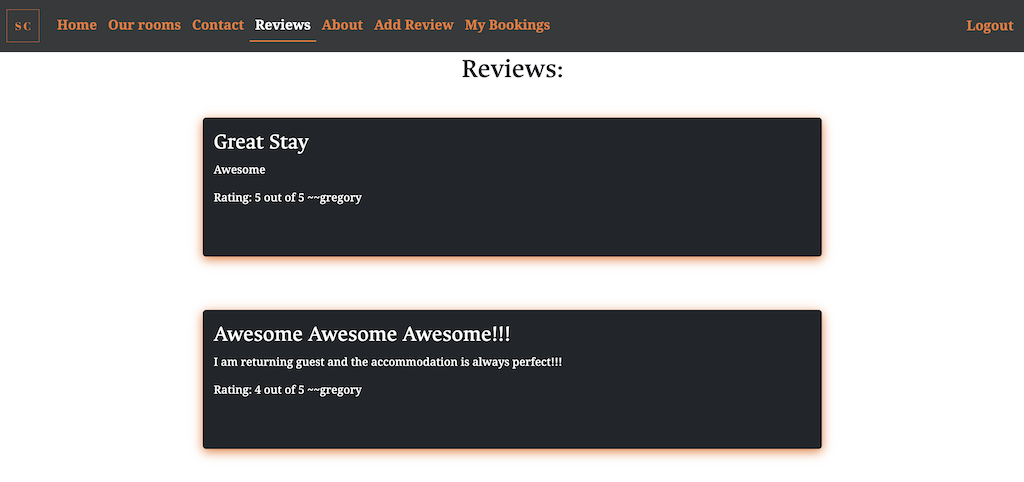 SC Home Our rooms Contact Reviews About Add Review My Bookings Logout
Reviews:
Great Stay
Awesome
Rating: 5 out of 5 ~~gregory
Awesome Awesome Awesome!!!
I am returning guest and the accommodation is always perfect!!!
Rating: 4 out of 5 ~~gregory